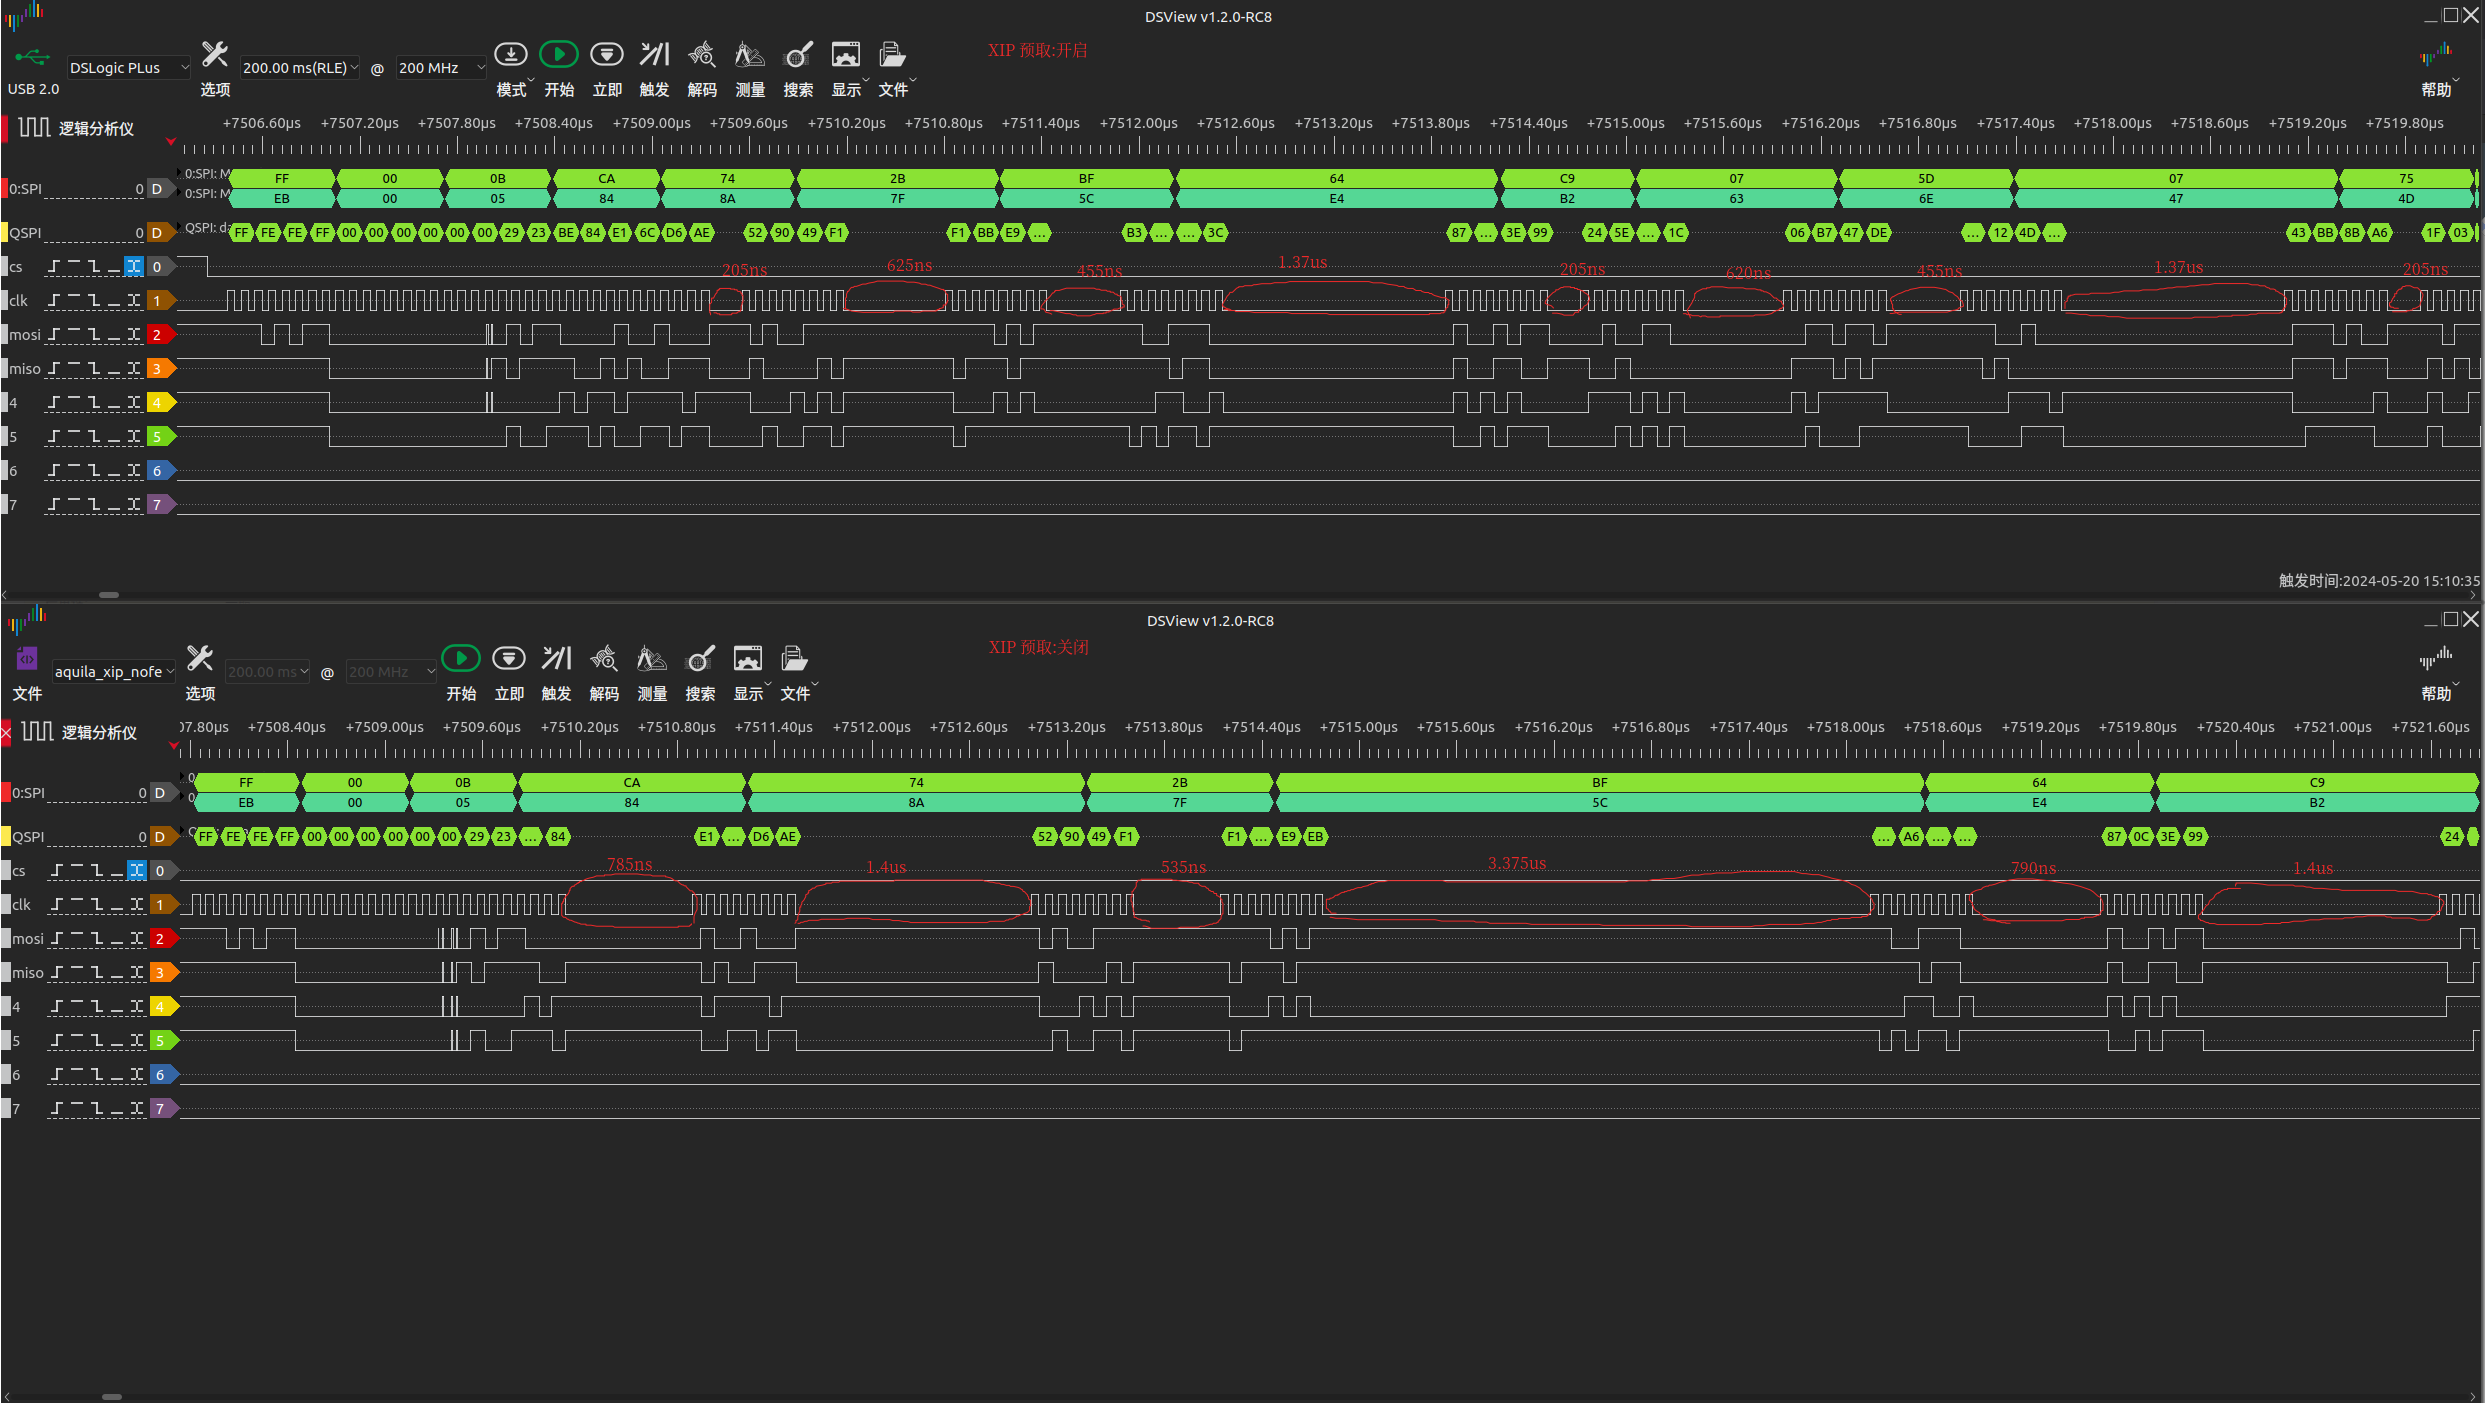 DSView v1.2.0-RC8
XIP 预取:开启
USB 2.0
DSLogic PLus
选项
200.00 ms(RLE) @ 200 MHz
模式 开始 立即 触发 解码 测量 搜索 显示 文件
帮助
逻辑分析仪
+7506.60μs +7507.20μs +7507.80μs +7508.40μs +7509.00μs +7509.60μs +7510.20μs +7510.80μs +7511.40μs +7512.00μs +7512.60μs +7513.20μs +7513.80μs +7514.40μs +7515.00μs +7515.60μs +7516.20μs +7516.80μs +7517.40μs +7518.00μs +7518.60μs +7519.20μs +7519.80μs
0:SPI 0 D
0:SPI: M FF 00 0B CA 74 2B BF 64 C9 07 5D 07 75
0:SPI: M EB 00 05 84 8A 7F 5C E4 B2 63 6E 47 4D
QSPI 0 D QSPI: d FF FE FE FF 00 00 00 00 00 00 29 23 BE 84 E1 6C D6 AE 52 90 49 F1 F1 BB E9 ... B3 ... ... 3C 87 ... 3E 99 24 5E ... 1C 06 B7 47 DE ... 12 4D ... 43 BB 8B A6 1F 03
cs 0
205ns 625ns 455ns 1.37us 205ns 620ns 455ns 1.37us 205ns
clk 1
mosi 2
miso 3
4 4
5 5
6 6
7 7
触发时间:2024-05-20 15:10:35
DSView v1.2.0-RC8
XIP 预取:关闭
文件
aquila_xip_nofe
选项
200.00 ms @ 200 MHz
开始 立即 触发 解码 测量 搜索 显示 文件
帮助
逻辑分析仪
07.80μs +7508.40μs +7509.00μs +7509.60μs +7510.20μs +7510.80μs +7511.40μs +7512.00μs +7512.60μs +7513.20μs +7513.80μs +7514.40μs +7515.00μs +7515.60μs +7516.20μs +7516.80μs +7517.40μs +7518.00μs +7518.60μs +7519.20μs +7519.80μs +7520.40μs +7521.00μs +7521.60μs
0:SPI 0 D
0 FF 00 0B CA 74 2B BF 64 C9
0 EB 00 05 84 8A 7F 5C E4 B2
QSPI 0 D FF FE FE FF 00 00 00 00 00 00 29 23 ... 84 E1 ... D6 AE 52 90 49 F1 F1 ... E9 EB ... A6 ... ... 87 0C 3E 99 24
cs 0
785ns 1.4us 535ns 3.375us 790ns 1.4us
clk 1
mosi 2
miso 3
4 4
5 5
6 6
7 7